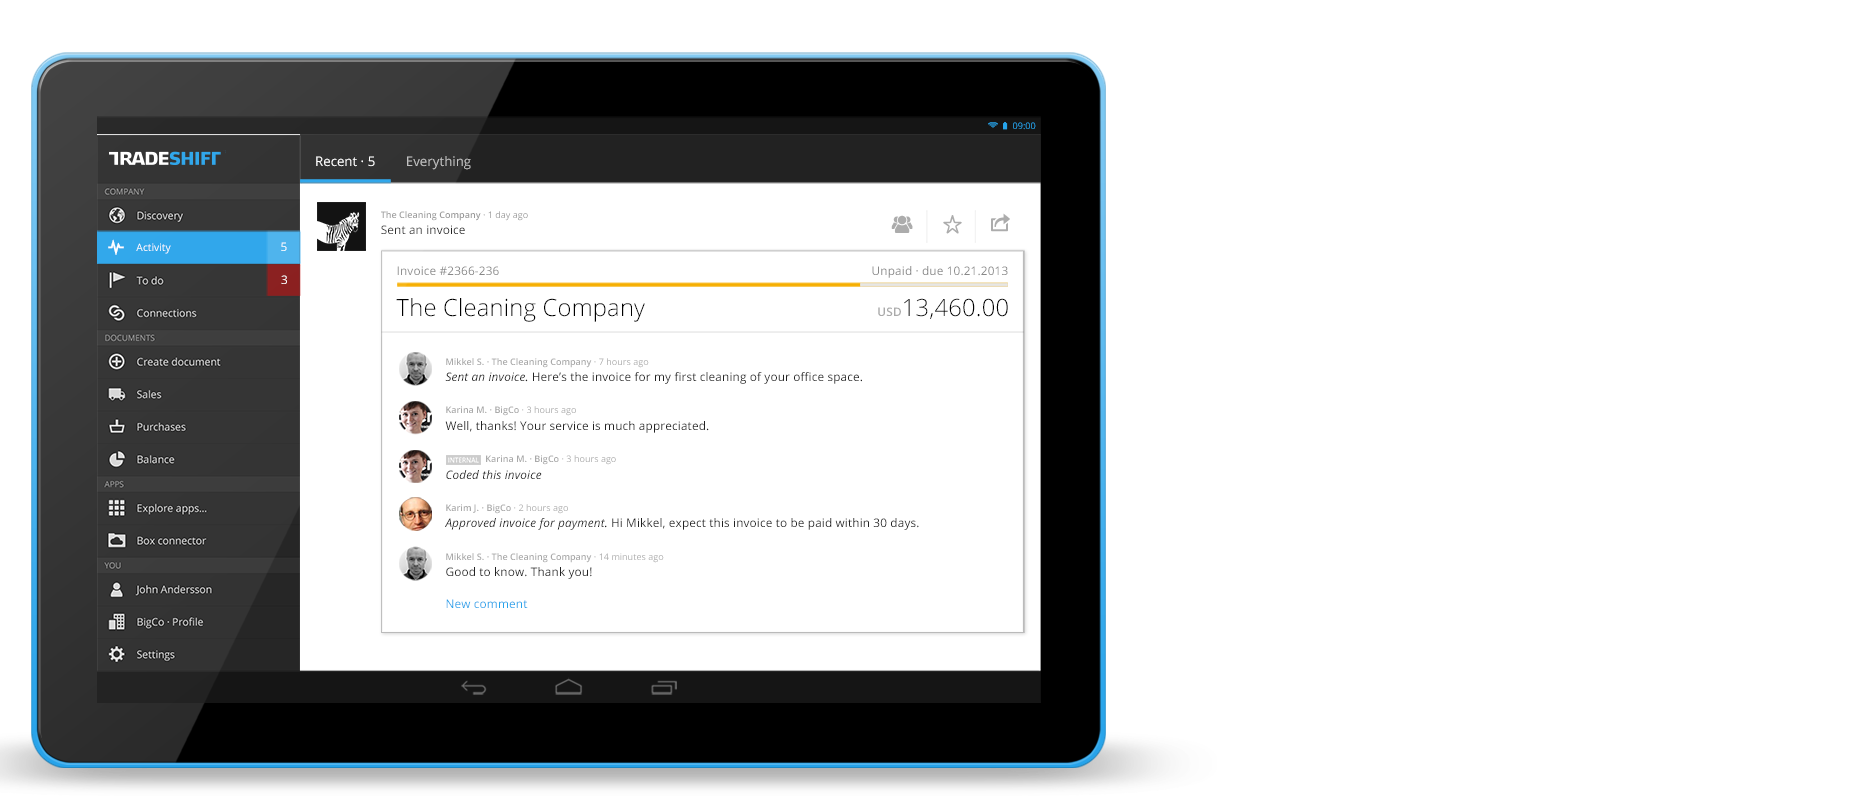 09:00
TRADESHIFT
Recent · 5
Everything
COMPANY
Discovery
Activity
5
To do
3
Connections
DOCUMENTS
Create document
Sales
Purchases
Balance
APPS
Explore apps...
Box connector
YOU
John Andersson
BigCo · Profile
Settings
The Cleaning Company · 1 day ago
Sent an invoice
Invoice #2366-236
Unpaid · due 10.21.2013
The Cleaning Company
USD13,460.00
Mikkel S. · The Cleaning Company · 7 hours ago
Sent an invoice. Here's the invoice for my first cleaning of your office space.
Karina M. · BigCo · 3 hours ago
Well, thanks! Your service is much appreciated.
INTERNAL Karina M. · BigCo · 3 hours ago
Coded this invoice
Karim J. · BigCo · 2 hours ago
Approved invoice for payment. Hi Mikkel, expect this invoice to be paid within 30 days.
Mikkel S. · The Cleaning Company · 14 minutes ago
Good to know. Thank you!
New comment